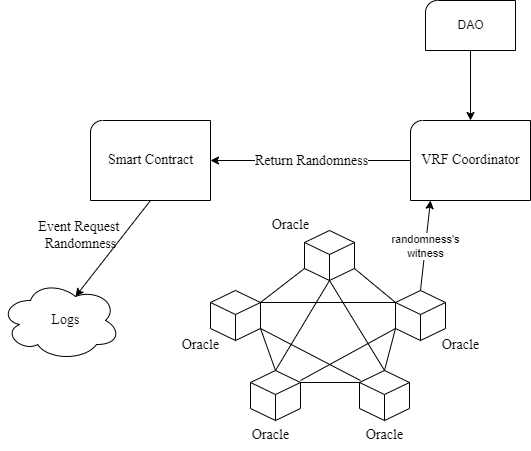 DAO
Smart Contract
Return Randomness
VRF Coordinator
Event Request
Randomness
Oracle
randomness's
witness
Logs
Oracle
Oracle
Oracle
Oracle